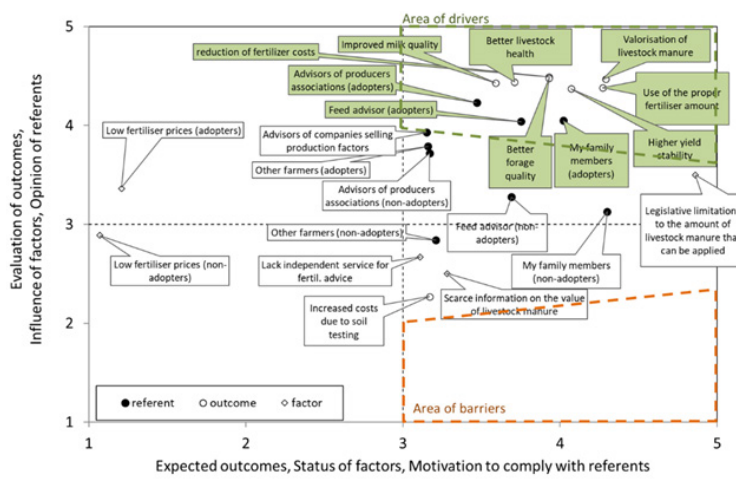 Area of drivers
5
4
3
2
1
Evaluation of outcomes,
Influence of factors, Opinion of referents
reduction of fertilizer costs
Improved milk quality
Better livestock
health
Valorisation of
livestock manure
Advisors of producers
associations (adopters)
Use of the proper
fertiliser amount
Feed advisor (adopters)
Low fertiliser prices (adopters)
Advisors of companies selling
production factors
Other farmers (adopters)
Better
forage
quality
My family
members
(adopters)
Higher yield
stability
Advisors of producers
associations (non-adopters)
Legislative limitation
to the amount of
livestock manure tha
can be applied
Other farmers (non-adopters)
Feed advisor (non-
adopters)
Low fertiliser prices (non-
adopters)
Lack independent service for
fertil. advice
My family members
(non-adopters)
Increased costs
due to soil
testing
Scarce information on the value
of livestock manure
referent
outcome
factor
Area of barriers
1
2
3
4
5
Expected outcomes, Status of factors, Motivation to comply with referents